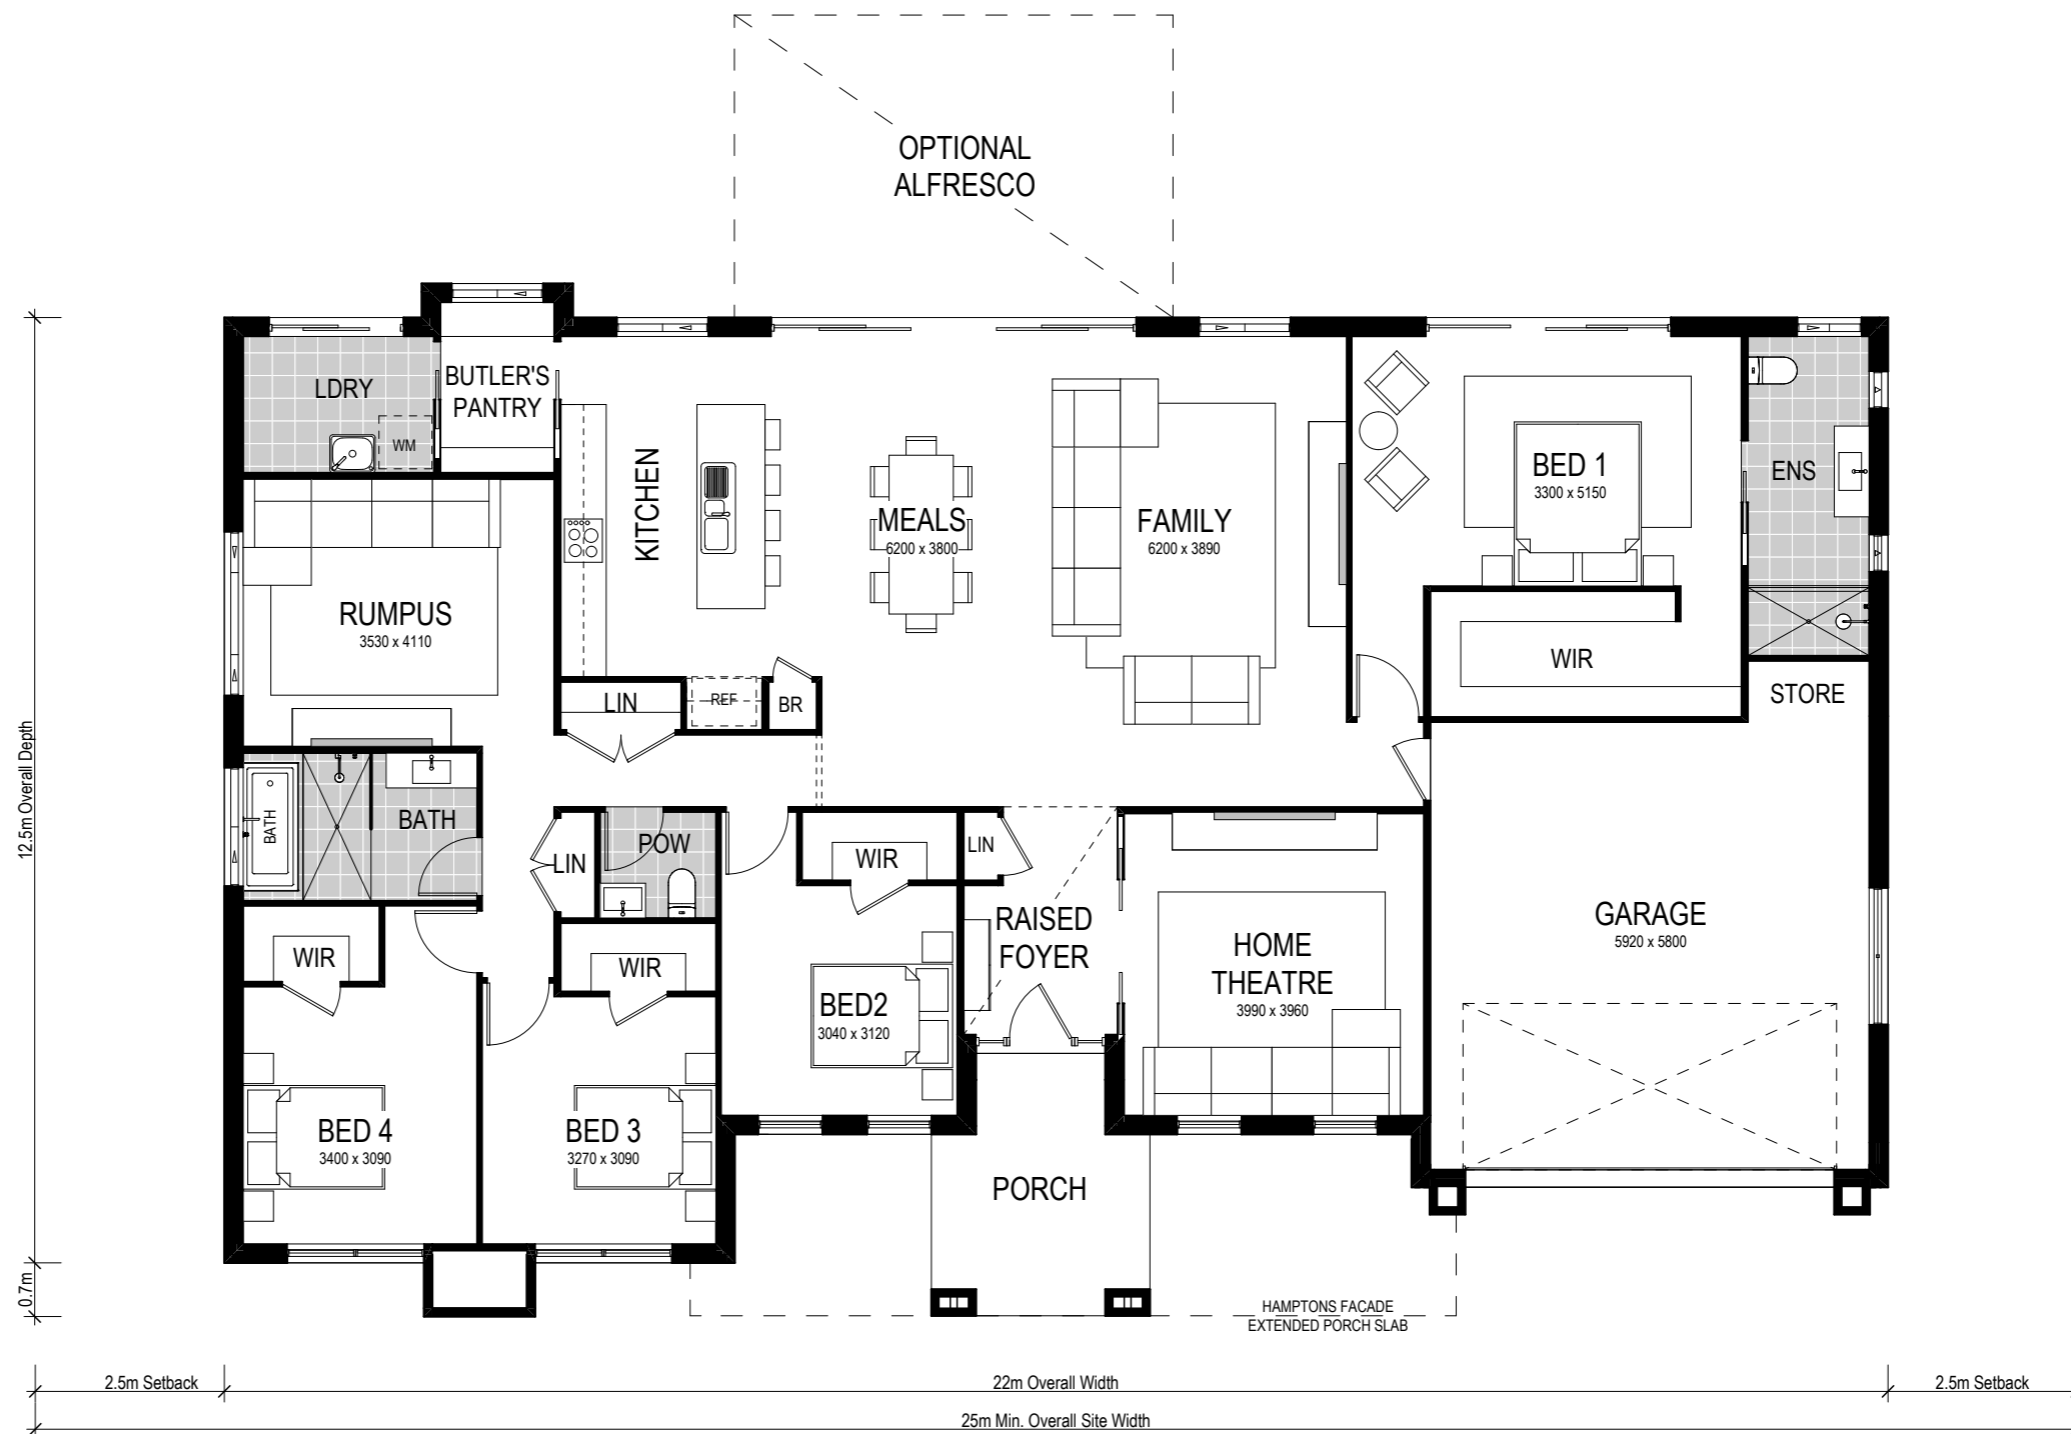 OPTIONAL
ALFRESCO
LDRY
WM
BUTLER'S
PANTRY
KITCHEN
MEALS
6200 x 3800
FAMILY
6200 x 3890
BED 1
3300 x 5150
ENS
RUMPUS
3530 x 4110
LIN
REF
BR
WIR
STORE
BATH
BATH
LIN
POW
WIR
LIN
RAISED
FOYER
HOME
THEATRE
3990 x 3960
GARAGE
5920 x 5800
WIR
WIR
BED2
3040 x 3120
BED 4
3400 x 3090
BED 3
3270 x 3090
PORCH
HAMPTONS FACADE
EXTENDED PORCH SLAB
12.5m Overall Depth
0.7m
2.5m Setback
22m Overall Width
2.5m Setback
25m Min. Overall Site Width